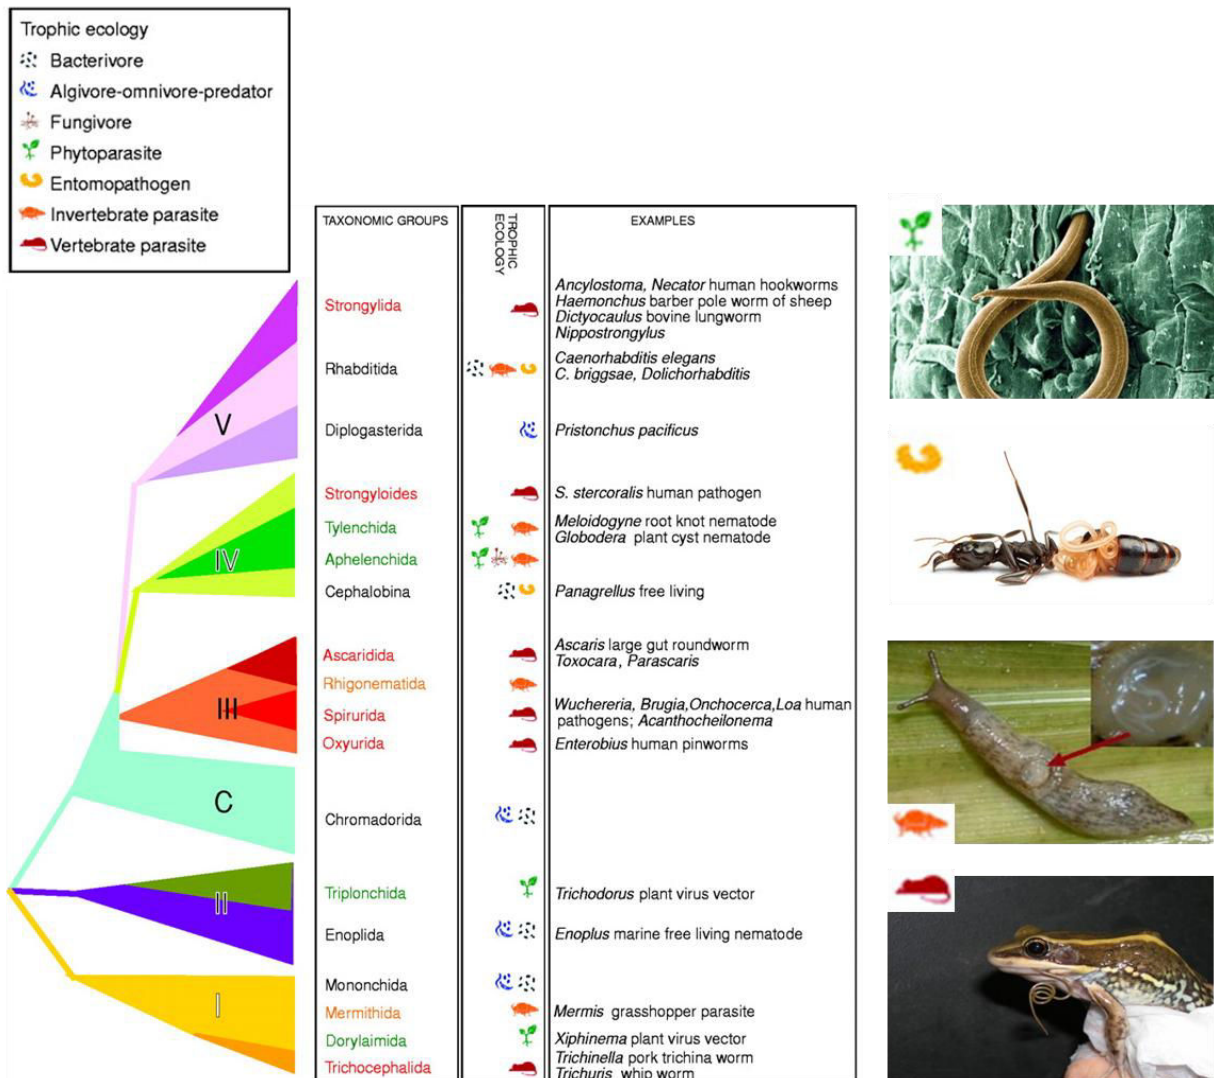 Trophic ecology
Bacterivore
Algivore-omnivore-predator
Fungivore
Phytoparasite
Entomopathogen
Invertebrate parasite
Vertebrate parasite
TAXONOMIC GROUPS
TROPHIC
ECOLOGY
EXAMPLES
Strongylida
Ancylostoma, Necator human hookworms
Haemonchus barber pole worm of sheep
Dictyocaulus bovine lungworm
Nippostrongylus
Rhabditida
Caenorhabditis elegans
C. briggsae, Dolichorhabditis
V
Diplogasterida
Pristonchus pacificus
Strongyloides
S. stercoralis human pathogen
Tylenchida
Meloidogyne root knot nematode
Globodera plant cyst nematode
IV
Aphelenchida
Cephalobina
Panagrellus free living
Ascaridida
Ascaris large gut roundworm
Toxocara, Parascaris
Rhigonematida
III
Spirurida
Wuchereria, Brugia,Onchocerca,Loa human
pathogens; Acanthocheilonema
Oxyurida
Enterobius human pinworms
C
Chromadorida
Triplonchida
Trichodorus plant virus vector
II
Enoplida
Enoplus marine free living nematode
Mononchida
I
Mermithida
Mermis grasshopper parasite
Dorylaimida
Xiphinema plant virus vector
Trichocephalida
Trichinella pork trichina worm
Trichuris whip worm